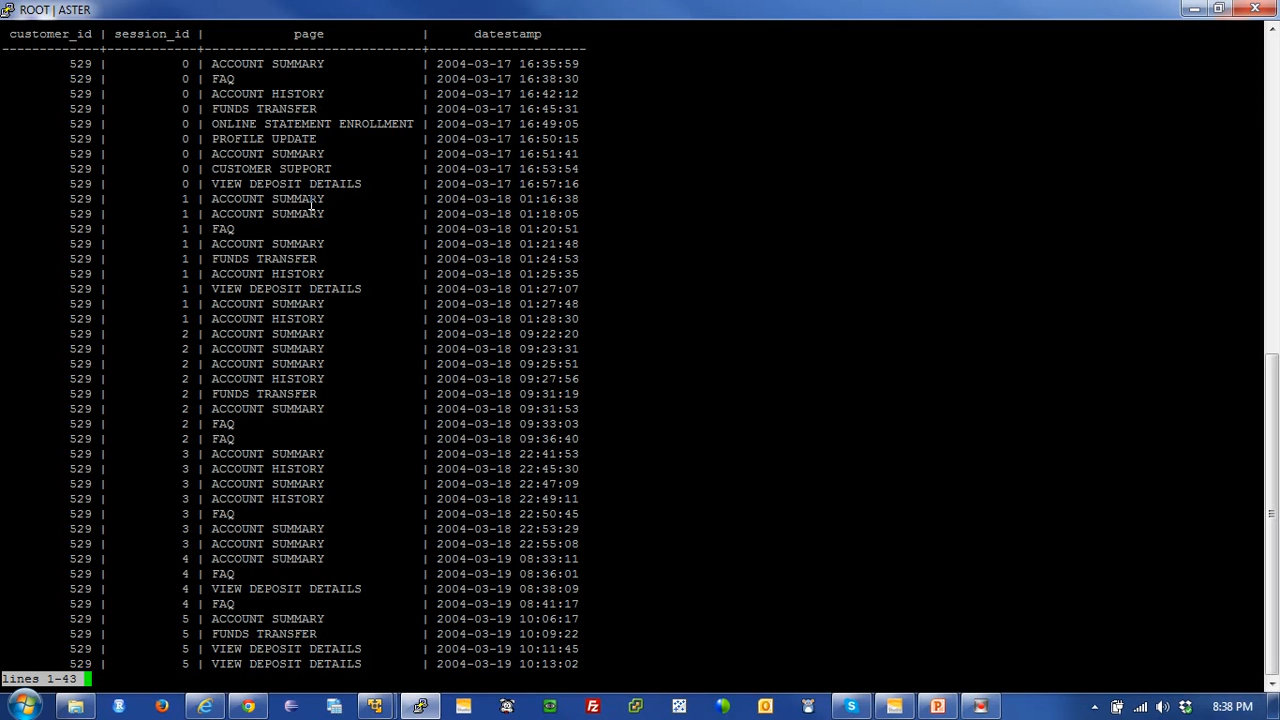 ROOT | ASTER
customer_id | session_id | page | datestamp
-------------+------------+-----------------------------+---------------------
529 | 0 | ACCOUNT SUMMARY | 2004-03-17 16:35:59
529 | 0 | FAQ | 2004-03-17 16:38:30
529 | 0 | ACCOUNT HISTORY | 2004-03-17 16:42:12
529 | 0 | FUNDS TRANSFER | 2004-03-17 16:45:31
529 | 0 | ONLINE STATEMENT ENROLLMENT | 2004-03-17 16:49:05
529 | 0 | PROFILE UPDATE | 2004-03-17 16:50:15
529 | 0 | ACCOUNT SUMMARY | 2004-03-17 16:51:41
529 | 0 | CUSTOMER SUPPORT | 2004-03-17 16:53:54
529 | 0 | VIEW DEPOSIT DETAILS | 2004-03-17 16:57:16
529 | 1 | ACCOUNT SUMMARY | 2004-03-18 01:16:38
529 | 1 | ACCOUNT SUMMARY | 2004-03-18 01:18:05
529 | 1 | FAQ | 2004-03-18 01:20:51
529 | 1 | ACCOUNT SUMMARY | 2004-03-18 01:21:48
529 | 1 | FUNDS TRANSFER | 2004-03-18 01:24:53
529 | 1 | ACCOUNT HISTORY | 2004-03-18 01:25:35
529 | 1 | VIEW DEPOSIT DETAILS | 2004-03-18 01:27:07
529 | 1 | ACCOUNT SUMMARY | 2004-03-18 01:27:48
529 | 1 | ACCOUNT HISTORY | 2004-03-18 01:28:30
529 | 2 | ACCOUNT SUMMARY | 2004-03-18 09:22:20
529 | 2 | ACCOUNT SUMMARY | 2004-03-18 09:23:31
529 | 2 | ACCOUNT SUMMARY | 2004-03-18 09:25:51
529 | 2 | ACCOUNT HISTORY | 2004-03-18 09:27:56
529 | 2 | FUNDS TRANSFER | 2004-03-18 09:31:19
529 | 2 | ACCOUNT SUMMARY | 2004-03-18 09:31:53
529 | 2 | FAQ | 2004-03-18 09:33:03
529 | 2 | FAQ | 2004-03-18 09:36:40
529 | 3 | ACCOUNT SUMMARY | 2004-03-18 22:41:53
529 | 3 | ACCOUNT HISTORY | 2004-03-18 22:45:30
529 | 3 | ACCOUNT SUMMARY | 2004-03-18 22:47:09
529 | 3 | ACCOUNT HISTORY | 2004-03-18 22:49:11
529 | 3 | FAQ | 2004-03-18 22:50:45
529 | 3 | ACCOUNT SUMMARY | 2004-03-18 22:53:29
529 | 3 | ACCOUNT SUMMARY | 2004-03-18 22:55:08
529 | 4 | ACCOUNT SUMMARY | 2004-03-19 08:33:11
529 | 4 | FAQ | 2004-03-19 08:36:01
529 | 4 | VIEW DEPOSIT DETAILS | 2004-03-19 08:38:09
529 | 4 | FAQ | 2004-03-19 08:41:17
529 | 5 | ACCOUNT SUMMARY | 2004-03-19 10:06:17
529 | 5 | FUNDS TRANSFER | 2004-03-19 10:09:22
529 | 5 | VIEW DEPOSIT DETAILS | 2004-03-19 10:11:45
529 | 5 | VIEW DEPOSIT DETAILS | 2004-03-19 10:13:02
lines 1-43
8:38 PM